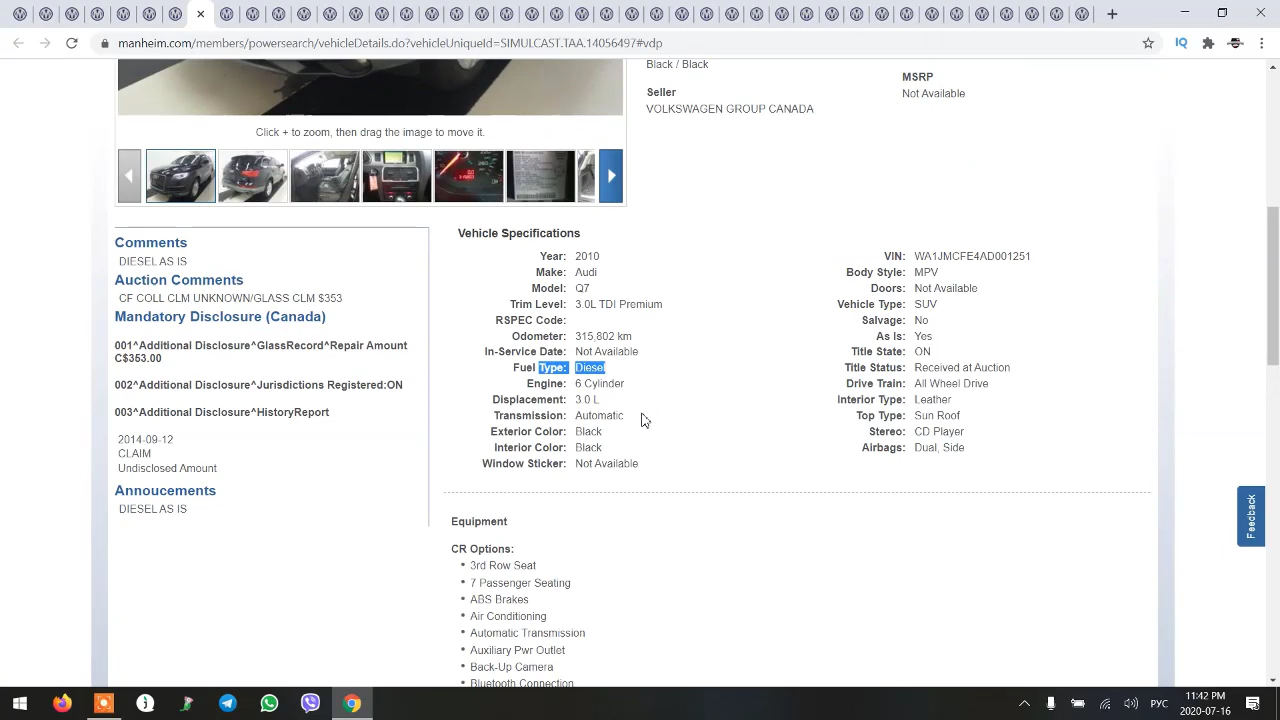 manheim.com/members/powersearch/vehicleDetails.do?vehicleUniqueId=SIMULCAST.TAA.14056497#vdp
Black / Black
MSRP
Seller
Not Available
VOLKSWAGEN GROUP CANADA
Click + to zoom, then drag the image to move it.
Comments
DIESEL AS IS
Auction Comments
CF COLL CLM UNKNOWN/GLASS CLM $353
Mandatory Disclosure (Canada)
001^Additional Disclosure^GlassRecord^Repair Amount
C$353.00
002^Additional Disclosure^Jurisdictions Registered:ON
003^Additional Disclosure^HistoryReport
2014-09-12
CLAIM
Undisclosed Amount
Annoucements
DIESEL AS IS
Vehicle Specifications
Year: 2010
Make: Audi
Model: Q7
Trim Level: 3.0L TDI Premium
RSPEC Code:
Odometer: 315,802 km
In-Service Date: Not Available
Fuel Type: Diesel
Engine: 6 Cylinder
Displacement: 3.0 L
Transmission: Automatic
Exterior Color: Black
Interior Color: Black
Window Sticker: Not Available
VIN: WA1JMCFE4AD001251
Body Style: MPV
Doors: Not Available
Vehicle Type: SUV
Salvage: No
As Is: Yes
Title State: ON
Title Status: Received at Auction
Drive Train: All Wheel Drive
Interior Type: Leather
Top Type: Sun Roof
Stereo: CD Player
Airbags: Dual, Side
Equipment
CR Options:
• 3rd Row Seat
• 7 Passenger Seating
• ABS Brakes
• Air Conditioning
• Automatic Transmission
• Auxiliary Pwr Outlet
• Back-Up Camera
• Bluetooth Connection
Feedback
IQ
РУС
11:42 PM
2020-07-16